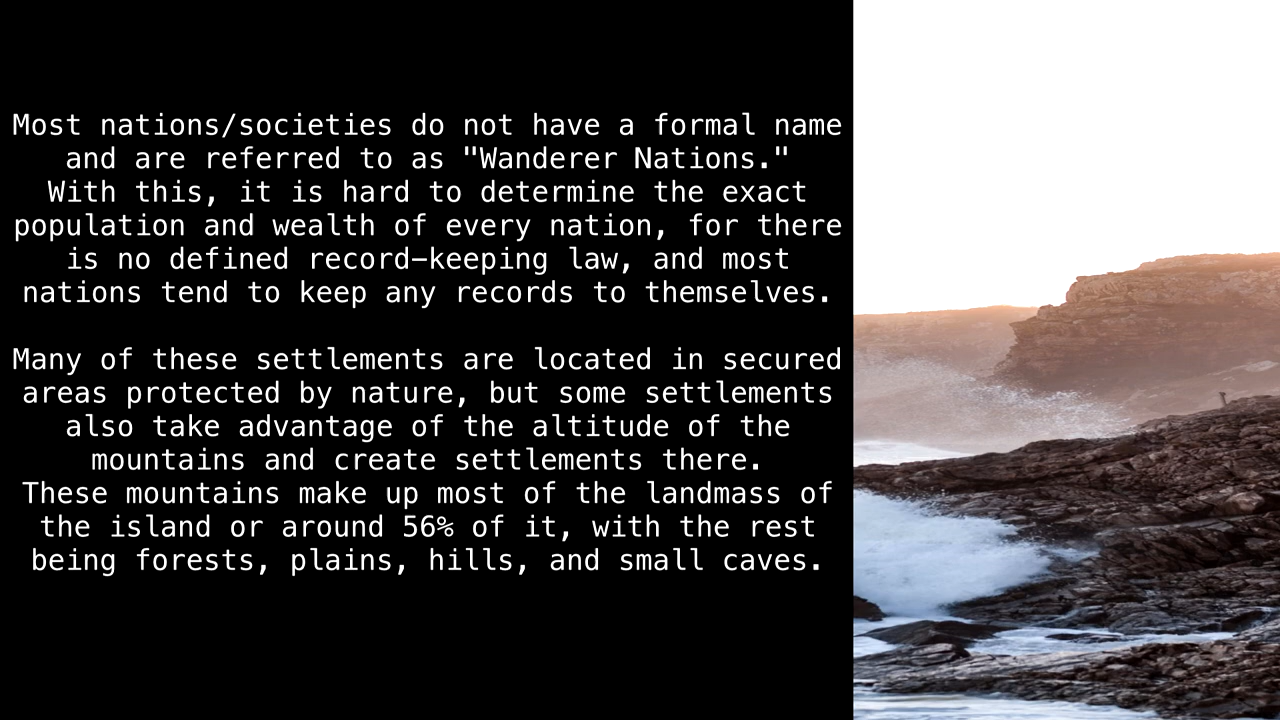 Most nations/societies do not have a formal name
and are referred to as "Wanderer Nations."
With this, it is hard to determine the exact
population and wealth of every nation, for there
is no defined record–keeping law, and most
nations tend to keep any records to themselves.
Many of these settlements are located in secured
areas protected by nature, but some settlements
also take advantage of the altitude of the
mountains and create settlements there.
These mountains make up most of the landmass of
the island or around 56% of it, with the rest
being forests, plains, hills, and small caves.